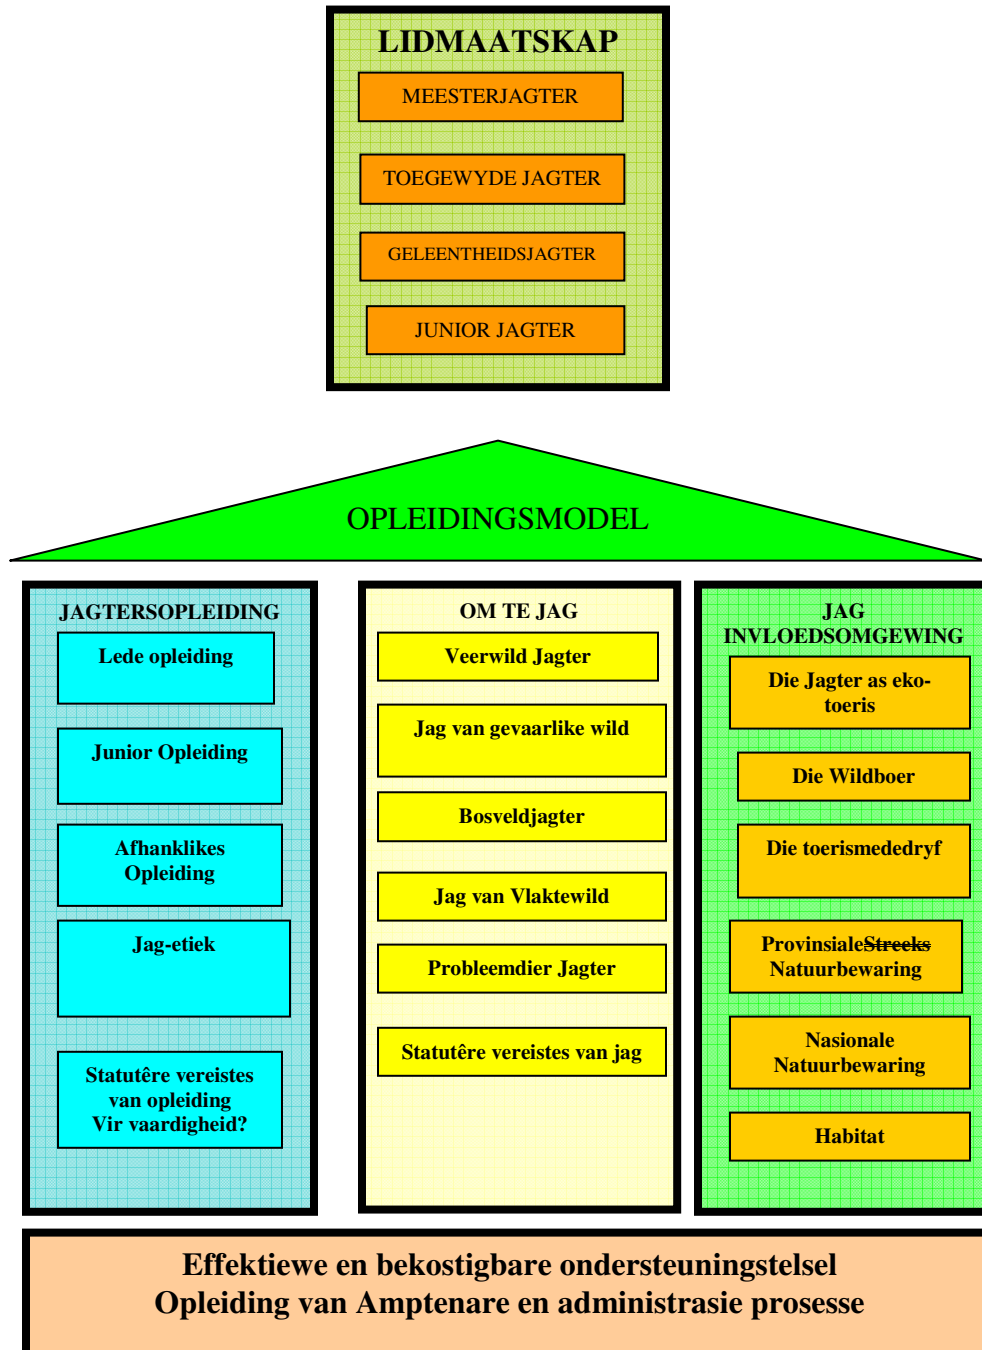 LIDMAATSKAP
MEESTERJAGTER
TOEGEWYDE JAGTER
GELEENTHEIDSJAGTER
JUNIOR JAGTER
OPLEIDINGSMODEL
JAGTERSOPLEIDING
Lede opleiding
Junior Opleiding
Afhanklikes
Opleiding
Jag-etiek
Statutêre vereistes
van opleiding
Vir vaardigheid?
OM TE JAG
Veerwild Jagter
Jag van gevaarlike wild
Bosveldjagter
Jag van Vlaktewild
Probleemdier Jagter
Statutêre vereistes van jag
JAG
INVLOEDSOMGEWING
Die Jagter as eko-
toeris
Die Wildboer
Die toerismededryf
ProvinsialeStreeks
Natuurbewaring
Nasionale
Natuurbewaring
Habitat
Effektiewe en bekostigbare ondersteuningstelsel
Opleiding van Amptenare en administrasie prosesse